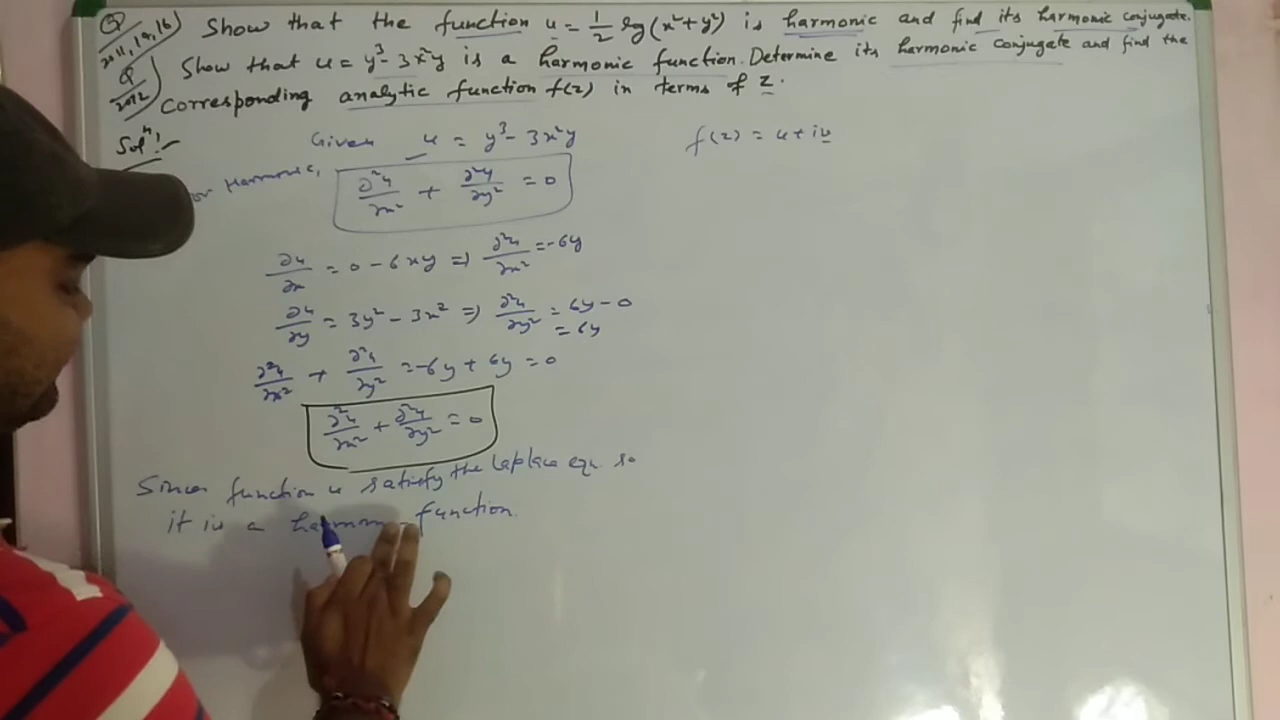 Q 2011, 14, 16) Show that the function u = 1/2 log(x² + y²) is harmonic and find its harmonic conjugate.
Q 2012) Show that u = y³ - 3x²y is a harmonic function. Determine its harmonic conjugate and find the
corresponding analytic function f(z) in terms of z.
Solⁿ:-
Given u = y³ - 3x²y
f(z) = u + iv
or Harmonic,
∂²u/∂x² + ∂²u/∂y² = 0
∂u/∂x = 0 - 6xy ⇒ ∂²u/∂x² = -6y
∂u/∂y = 3y² - 3x² ⇒ ∂²u/∂y² = 6y - 0
= 6y
∂²u/∂x² + ∂²u/∂y² = -6y + 6y = 0
∂²u/∂x² + ∂²u/∂y² = 0
function u satisfy the Laplace equ. so
it is a function.